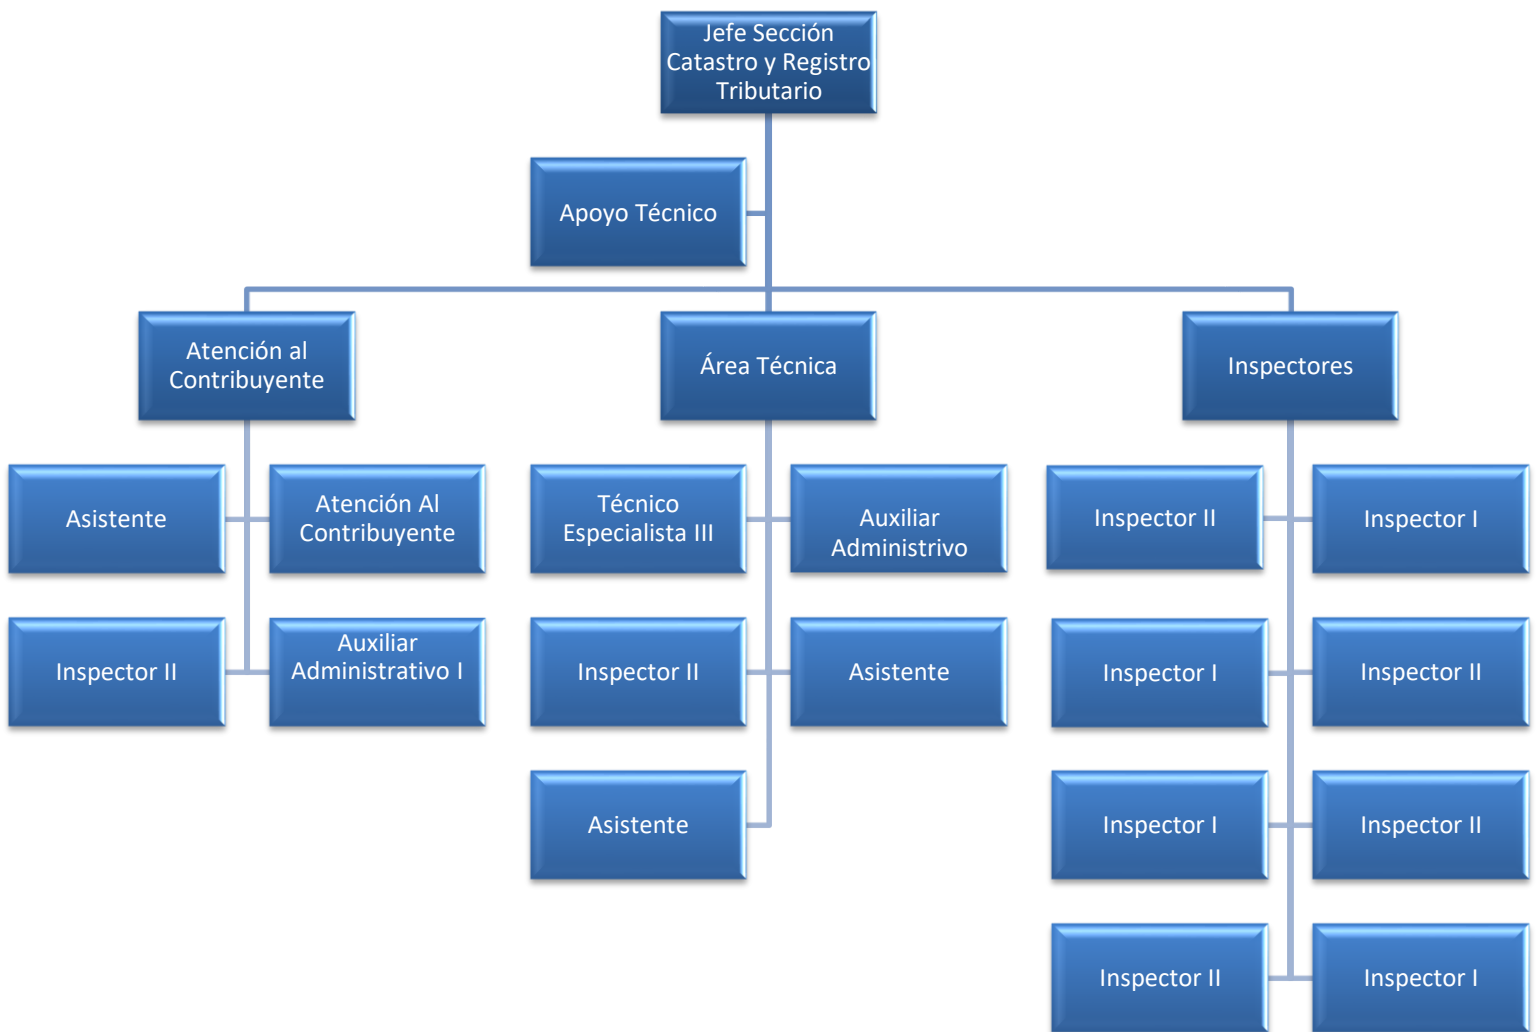 Jefe Sección
Catastro y Registro
Tributario
Apoyo Técnico
Atención al
Contribuyente
Área Técnica
Inspectores
Asistente
Atención Al
Contribuyente
Técnico
Especialista III
Auxiliar
Administrivo
Inspector II
Inspector I
Inspector II
Auxiliar
Administrativo I
Inspector II
Asistente
Inspector I
Inspector II
Asistente
Inspector I
Inspector II
Inspector II
Inspector I